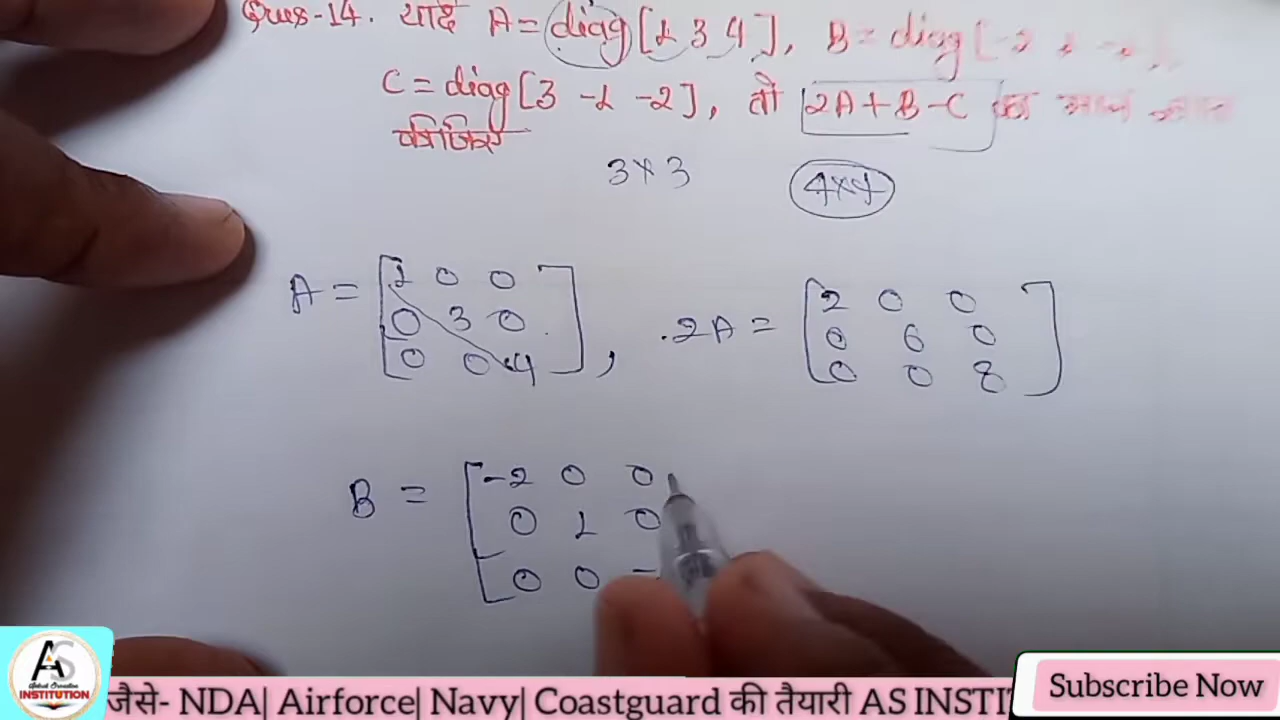 Ques-14. यदि A = diag [1 3 4], B = diag [-2 1
C = diag [3 -1 -2], तो 2A + B - C का मान ज्ञात
किजिए
3×3 4×4
A = [1 0 0
0 3 0
0 0 4],
.2A = [2 0 0
0 6 0
0 0 8]
B = [-2 0 0
0 1 0
0 0 -
AS
INSTITUTION
जैसे- NDA| Airforce| Navy| Coastguard की तैयारी AS INSTI
Subscribe Now